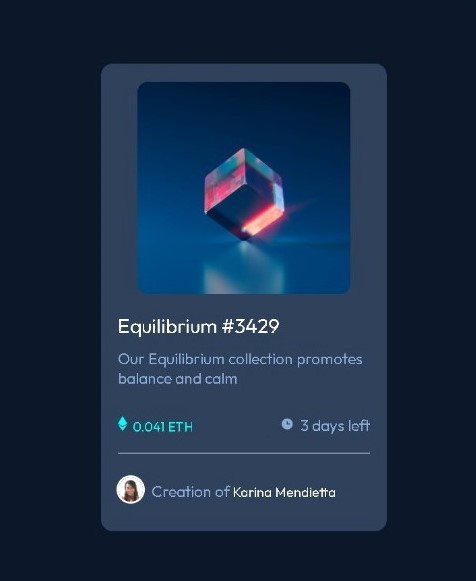 Equilibrium #3429
Our Equilibrium collection promotes
balance and calm
0.041 ETH 3 days left
Creation of Karina Mendietta